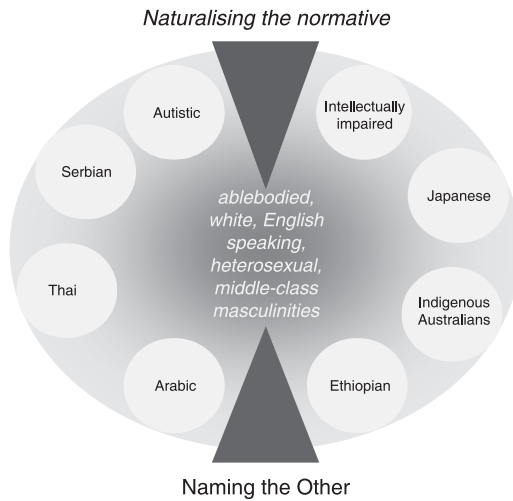 Naturalising the normative
Autistic
Intellectually
impaired
Serbian
Japanese
ablebodied,
white, English
speaking,
heterosexual,
middle-class
masculinities
Thai
Indigenous
Australians
Arabic
Ethiopian
Naming the Other